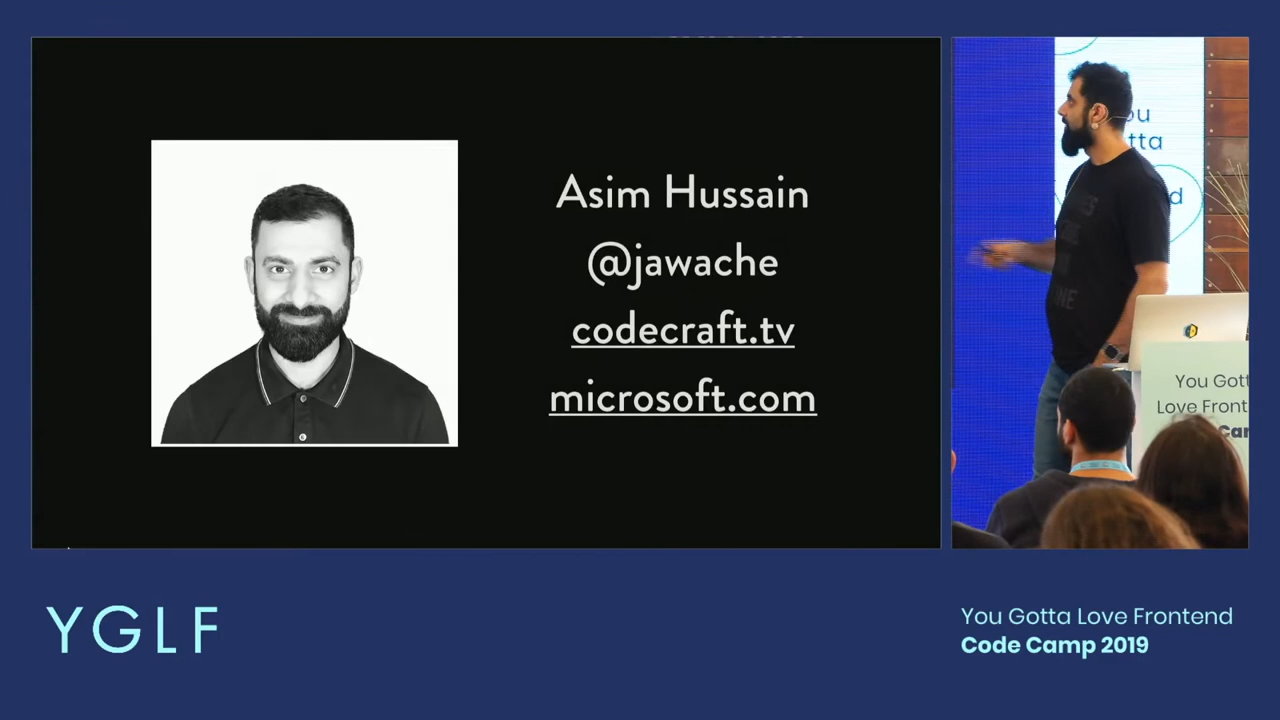 Asim Hussain
@jawache
codecraft.tv
microsoft.com
You Gotta Love Frontend
Code Camp 2019
YGLF